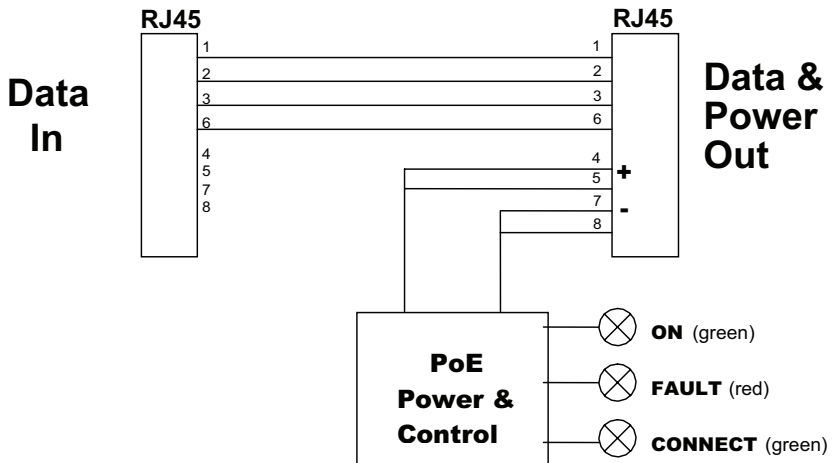 RJ45
RJ45
Data
In
1
2
3
6
4
5
7
8
1
2
3
6
4
5
7
8
+
-
Data &
Power
Out
PoE
Power &
Control
ON (green)
FAULT (red)
CONNECT (green)